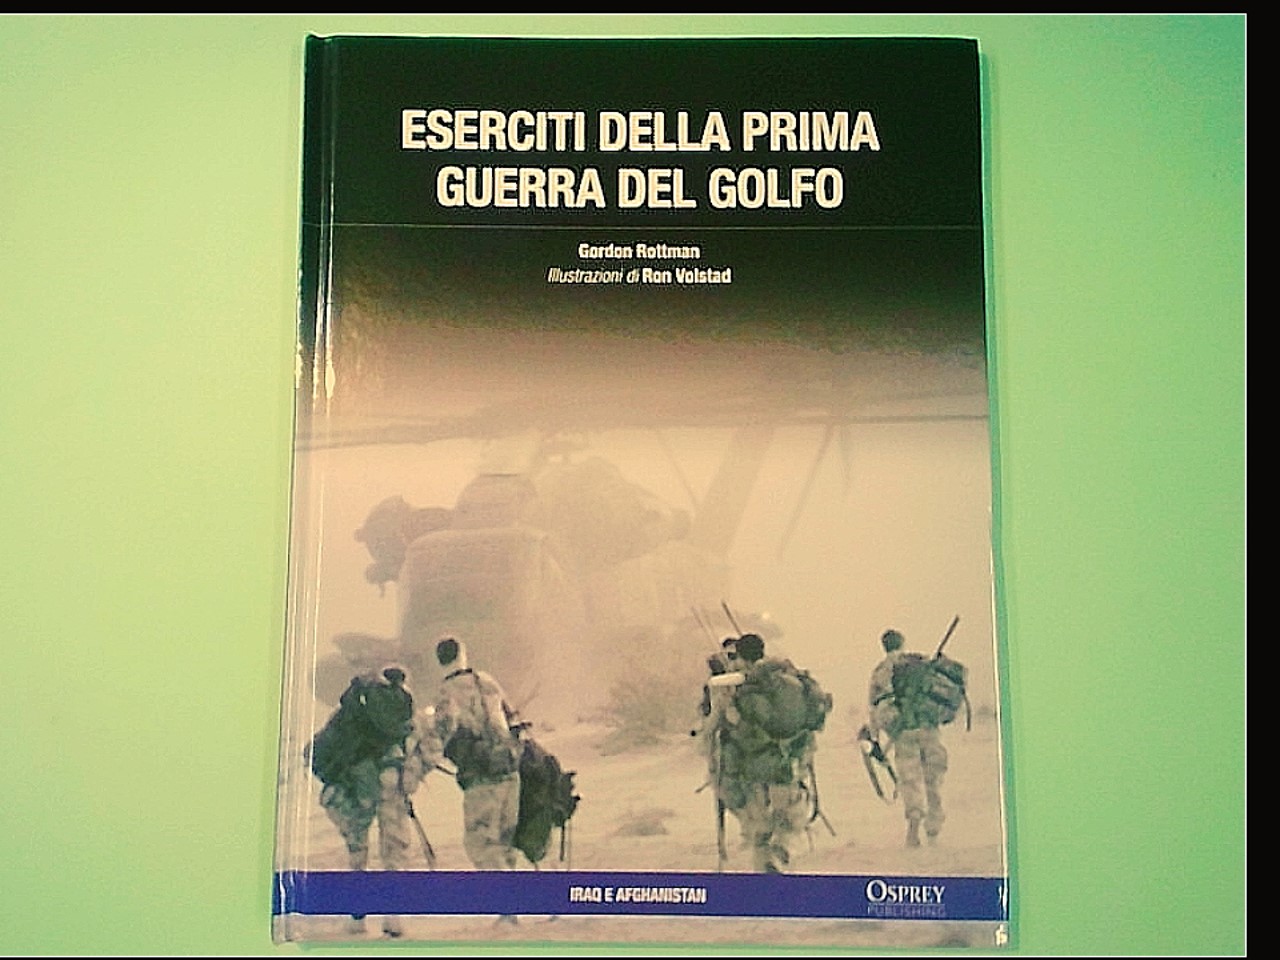 ESERCITI DELLA PRIMA
GUERRA DEL GOLFO
Gordon Rottman
Illustrazioni di Ron Volstad
IRAQ E AFGHANISTAN
OSPREY
PUBLISHING